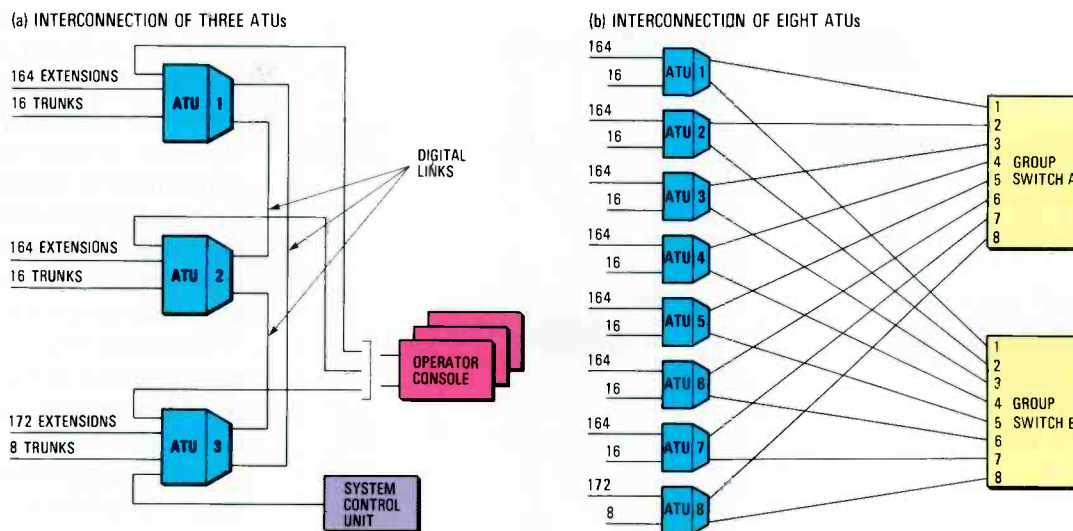 (a) INTERCONNECTION OF THREE ATUs
164 EXTENSIONS
16 TRUNKS
ATU 1
DIGITAL
LINKS
164 EXTENSIONS
16 TRUNKS
ATU 2
OPERATOR
CONSOLE
172 EXTENSIONS
8 TRUNKS
ATU 3
SYSTEM
CONTROL
UNIT
(b) INTERCONNECTION OF EIGHT ATUs
164
16
ATU 1
164
16
ATU 2
164
16
ATU 3
164
16
ATU 4
164
16
ATU 5
164
16
ATU 6
164
16
ATU 7
172
8
ATU 8
1
2
3
4
5
6
7
8
GROUP
SWITCH A
1
2
3
4
5
6
7
8
GROUP
SWITCH B